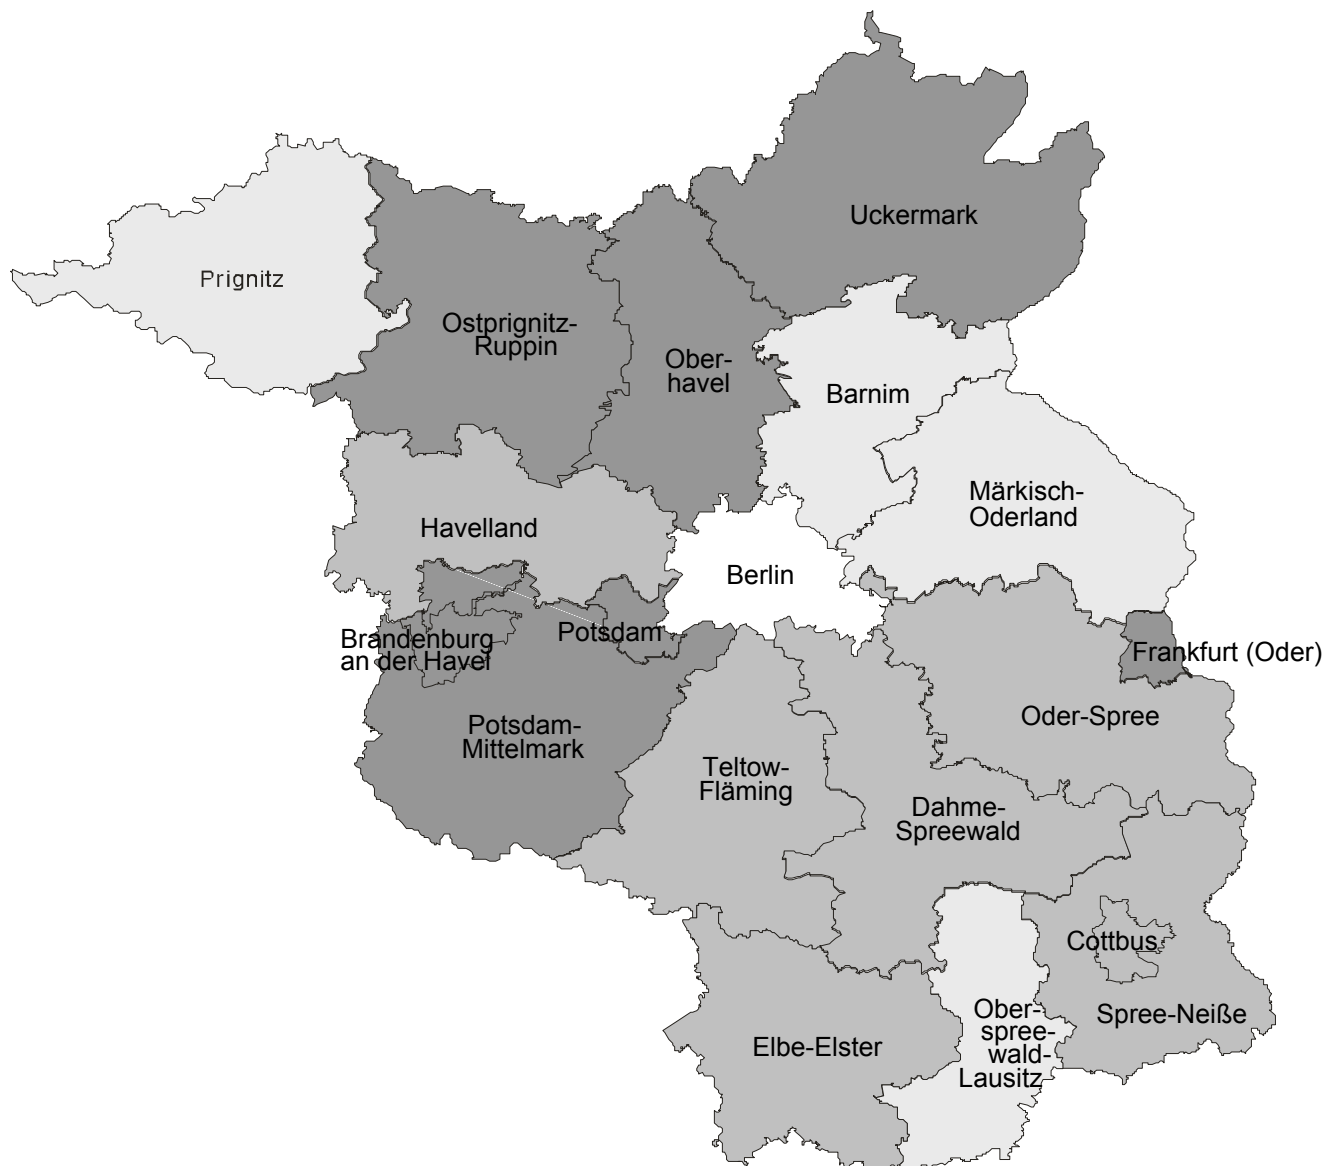 Uckermark
Prignitz
Ostprignitz-
Ruppin
Ober-
havel
Barnim
Märkisch-
Oderland
Havelland
Berlin
Brandenburg
an der Havel
Potsdam
Frankfurt (Oder)
Potsdam-
Mittelmark
Oder-Spree
Teltow-
Fläming
Dahme-
Spreewald
Cottbus
Spree-Neiße
Elbe-Elster
Ober-
spree-
wald-
Lausitz